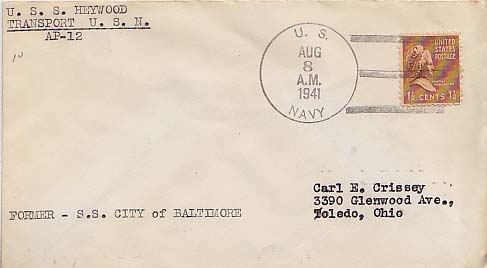 U. S. S. HEYWOOD
TRANSPORT U. S. N.
AP-12
U. S.
AUG
8
A.M.
1941
NAVY
UNITED
STATES
POSTAGE
1½ CENTS 1½
Carl E. Crissey
3390 Glenwood Ave.,
Toledo, Ohio
FORMER - S.S. CITY of BALTIMORE